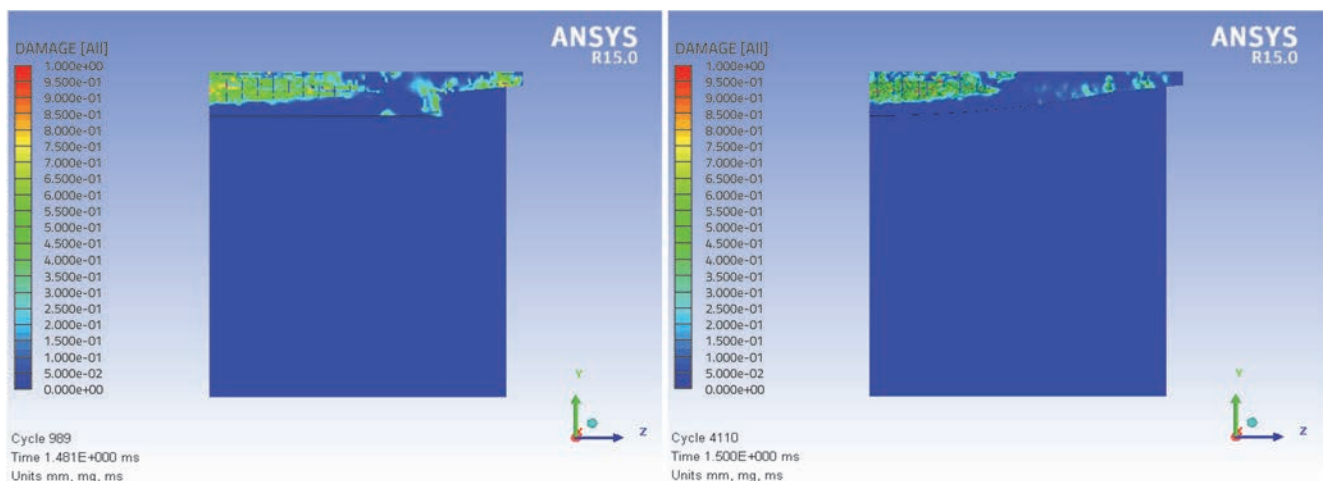 ANSYS
R15.0
DAMAGE [All]
1.000e+00
9.500e-01
9.000e-01
8.500e-01
8.000e-01
7.500e-01
7.000e-01
6.500e-01
6.000e-01
5.500e-01
5.000e-01
4.500e-01
4.000e-01
3.500e-01
3.000e-01
2.500e-01
2.000e-01
1.500e-01
1.000e-01
5.000e-02
0.000e+00
Y
Z
Cycle 989
Time 1.481E+000 ms
Units mm, mg, ms
ANSYS
R15.0
DAMAGE [All]
1.000e+00
9.500e-01
9.000e-01
8.500e-01
8.000e-01
7.500e-01
7.000e-01
6.500e-01
6.000e-01
5.500e-01
5.000e-01
4.500e-01
4.000e-01
3.500e-01
3.000e-01
2.500e-01
2.000e-01
1.500e-01
1.000e-01
5.000e-02
0.000e+00
Y
Z
Cycle 4110
Time 1.500E+000 ms
Units mm, mg, ms